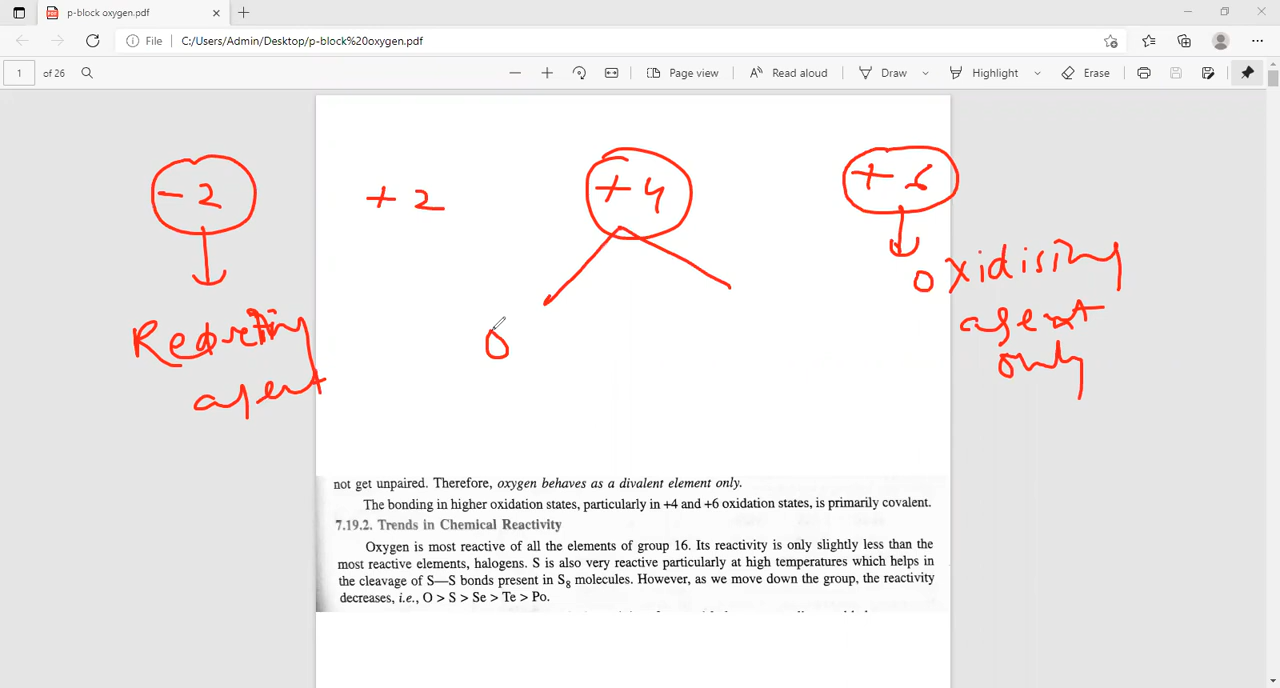 p-block oxygen.pdf
File C:/Users/Admin/Desktop/p-block%20oxygen.pdf
1 of 26 Page view Read aloud Draw Highlight Erase
-2 +2 +4 +6
Oxidising
agent
only
Reducting
agent
O
not get unpaired. Therefore, oxygen behaves as a divalent element only.
The bonding in higher oxidation states, particularly in +4 and +6 oxidation states, is primarily covalent.
7.19.2. Trends in Chemical Reactivity
Oxygen is most reactive of all the elements of group 16. Its reactivity is only slightly less than the
most reactive elements, halogens. S is also very reactive particularly at high temperatures which helps in
the cleavage of S—S bonds present in S₈ molecules. However, as we move down the group, the reactivity
decreases, i.e., O > S > Se > Te > Po.